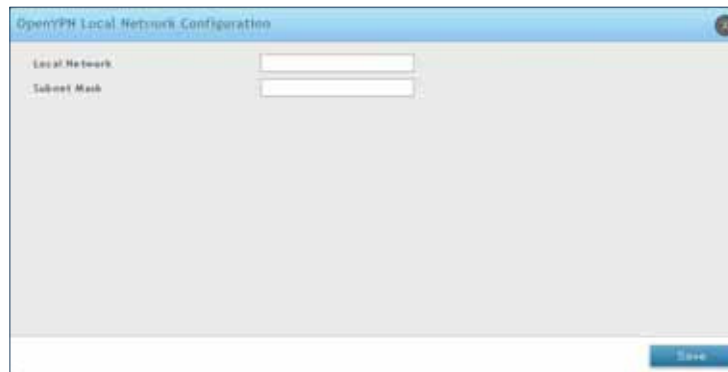 OpenVPN Local Network Configuration
Local Network
Subnet Mask
Save